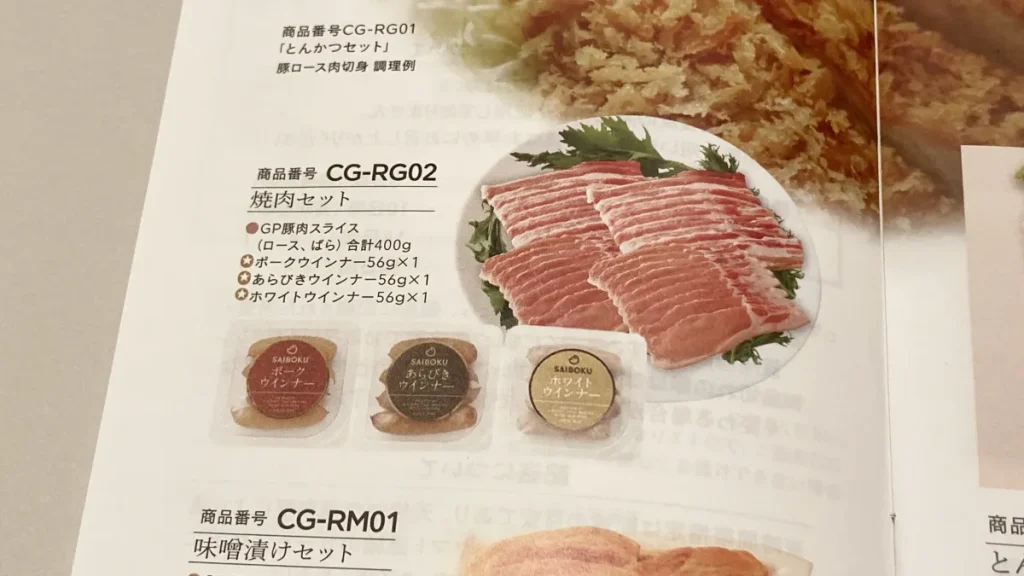 商品番号CG-RG01
「とんかつセット」
豚ロース肉切身 調理例
商品番号 CG-RG02
焼肉セット
●GP豚肉スライス
(ロース、ばら) 合計400g
✪ポークウインナー56g×1
✪あらびきウインナー56g×1
✪ホワイトウインナー56g×1
SAIBOKU
ポーク
ウインナー
SAIBOKU
あらびき
ウインナー
SAIBOKU
ホワイト
ウインナー
商品番号 CG-RM01
味噌漬けセット
商品
とん